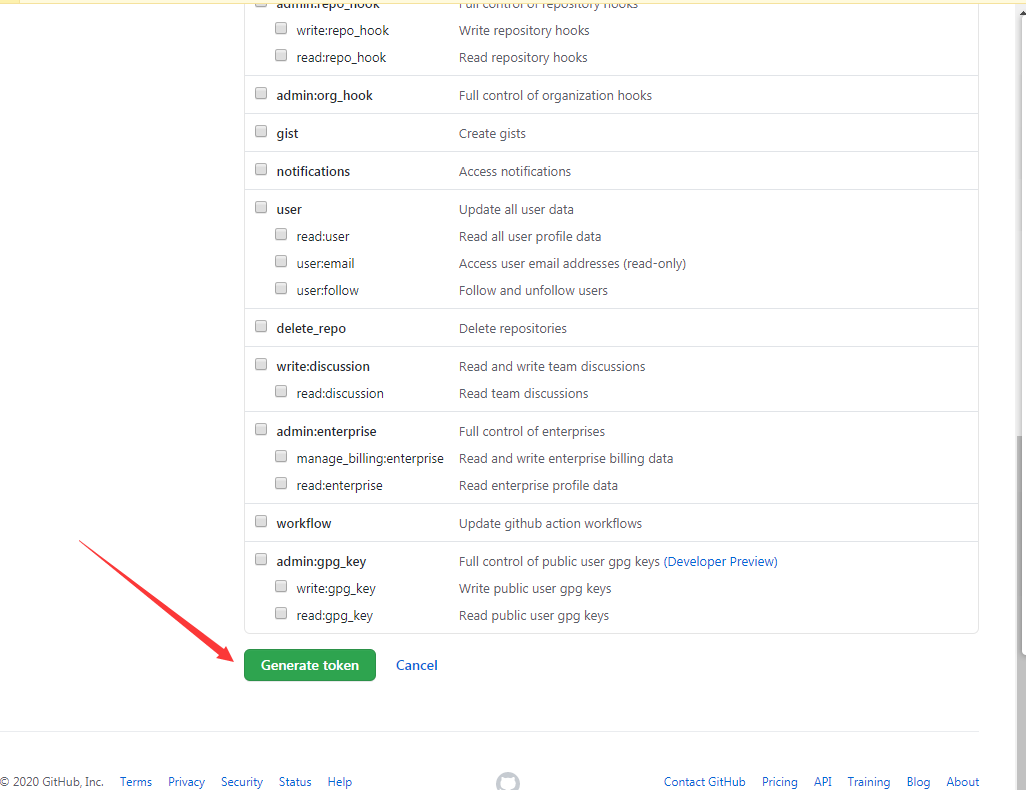 admin:repo_hook Full control of repository hooks
write:repo_hook Write repository hooks
read:repo_hook Read repository hooks
admin:org_hook Full control of organization hooks
gist Create gists
notifications Access notifications
user Update all user data
read:user Read all user profile data
user:email Access user email addresses (read-only)
user:follow Follow and unfollow users
delete_repo Delete repositories
write:discussion Read and write team discussions
read:discussion Read team discussions
admin:enterprise Full control of enterprises
manage_billing:enterprise Read and write enterprise billing data
read:enterprise Read enterprise profile data
workflow Update github action workflows
admin:gpg_key Full control of public user gpg keys (Developer Preview)
write:gpg_key Write public user gpg keys
read:gpg_key Read public user gpg keys
Generate token Cancel
© 2020 GitHub, Inc. Terms Privacy Security Status Help Contact GitHub Pricing API Training Blog About